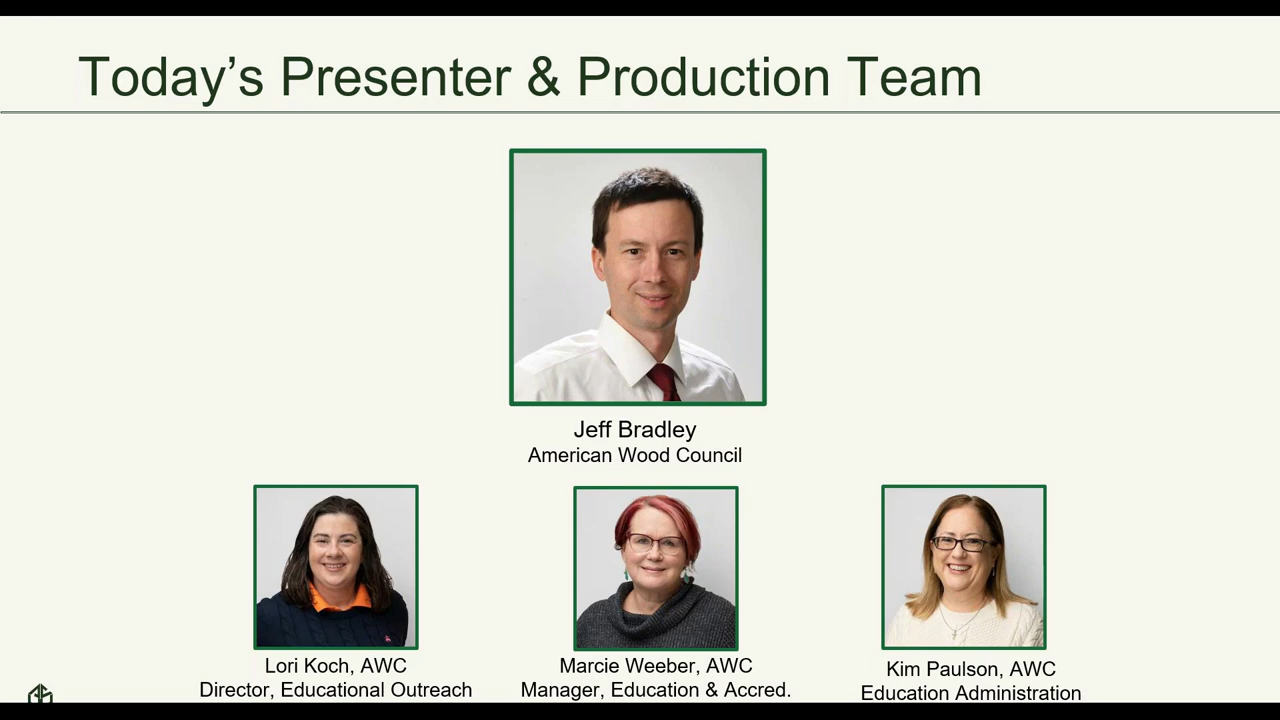 Today's Presenter & Production Team
Jeff Bradley
American Wood Council
Lori Koch, AWC
Director, Educational Outreach
Marcie Weeber, AWC
Manager, Education & Accred.
Kim Paulson, AWC
Education Administration